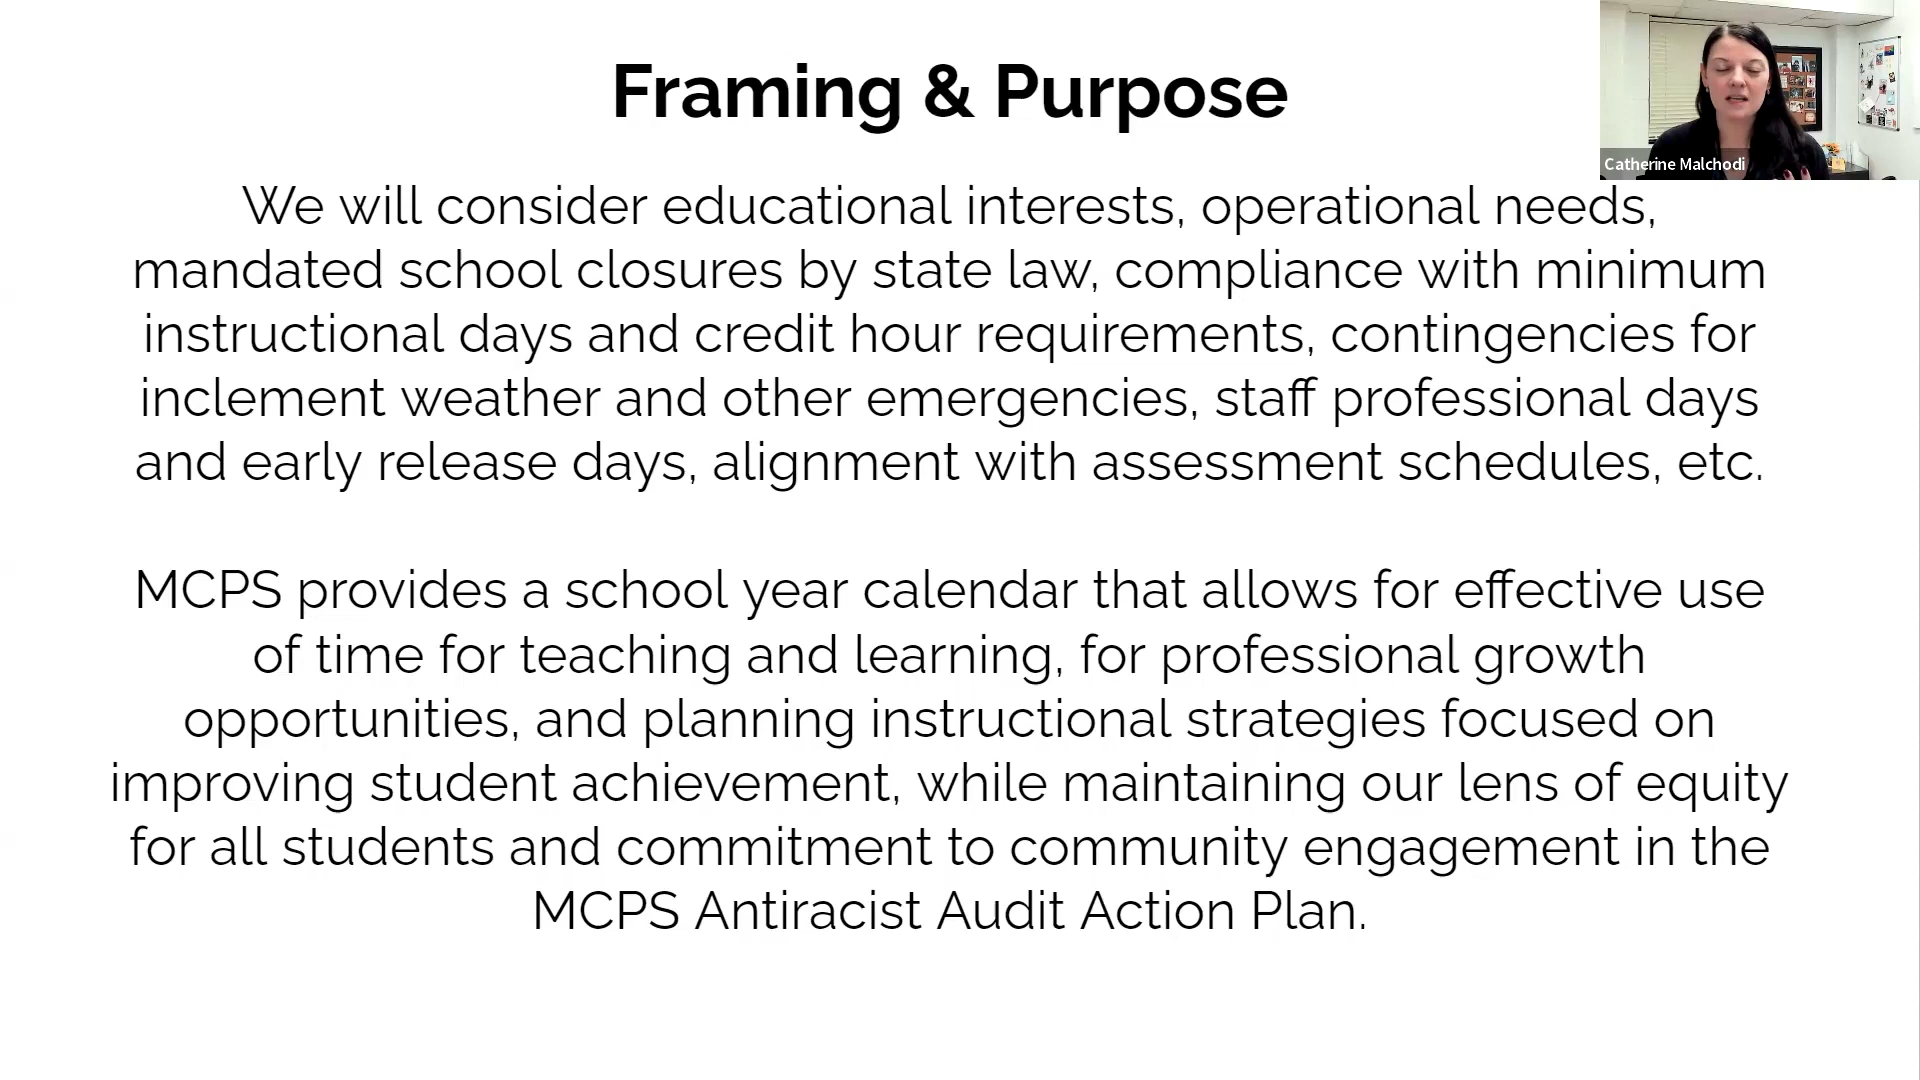 Framing & Purpose
Catherine Malchodi
We will consider educational interests, operational needs,
mandated school closures by state law, compliance with minimum
instructional days and credit hour requirements, contingencies for
inclement weather and other emergencies, staff professional days
and early release days, alignment with assessment schedules, etc.
MCPS provides a school year calendar that allows for effective use
of time for teaching and learning, for professional growth
opportunities, and planning instructional strategies focused on
improving student achievement, while maintaining our lens of equity
for all students and commitment to community engagement in the
MCPS Antiracist Audit Action Plan.